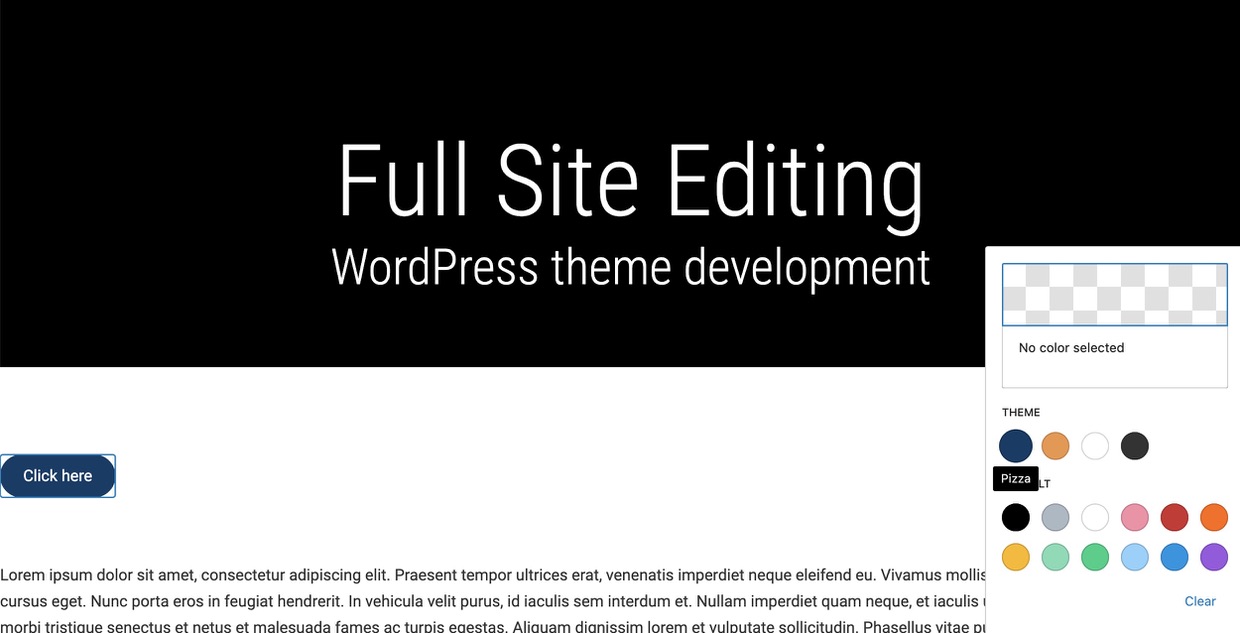 Full Site Editing
WordPress theme development
No color selected
THEME
Pizza
LT
Click here
Lorem ipsum dolor sit amet, consectetur adipiscing elit. Praesent tempor ultrices erat, venenatis imperdiet neque eleifend eu. Vivamus mollis
cursus eget. Nunc porta eros in feugiat hendrerit. In vehicula velit purus, id iaculis sem interdum et. Nullam imperdiet quam neque, et iaculis
morbi tristique senectus et netus et malesuada fames ac turpis egestas. Aliquam dignissim lorem et vulputate sollicitudin. Phasellus vitae
Clear